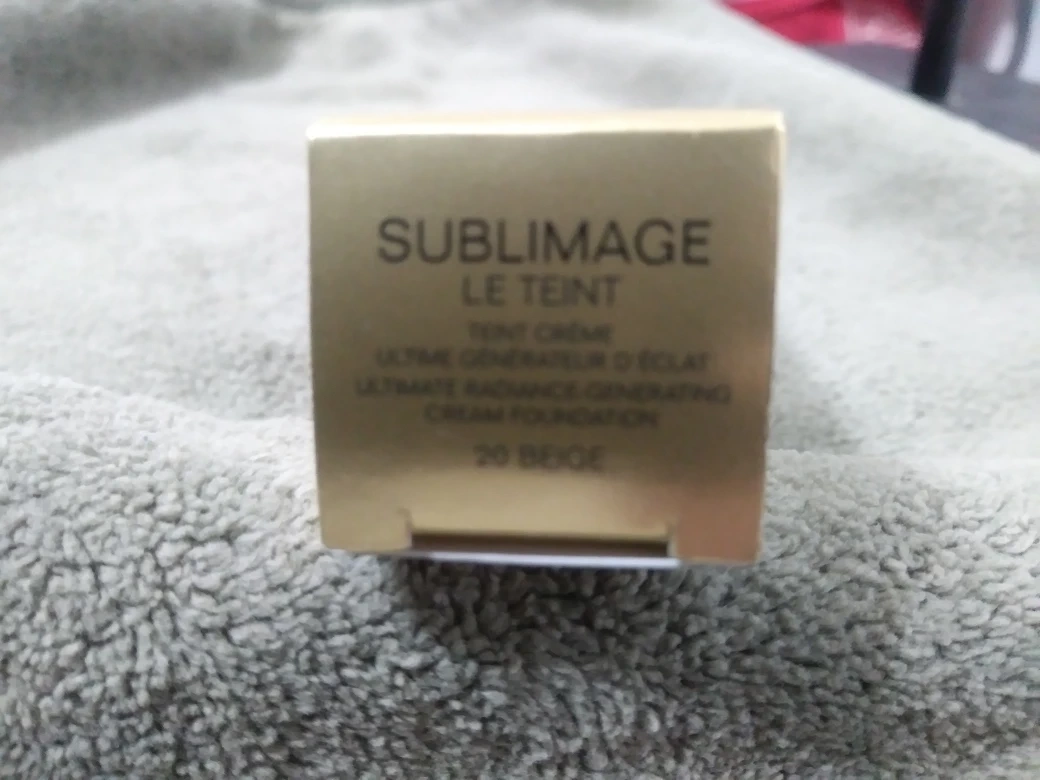 SUBLIMAGE
LE TEINT
TEINT CRÈME
ULTIME GÉNÉRATEUR D'ÉCLAT
ULTIMATE RADIANCE-GENERATING
CREAM FOUNDATION
20 BEIGE